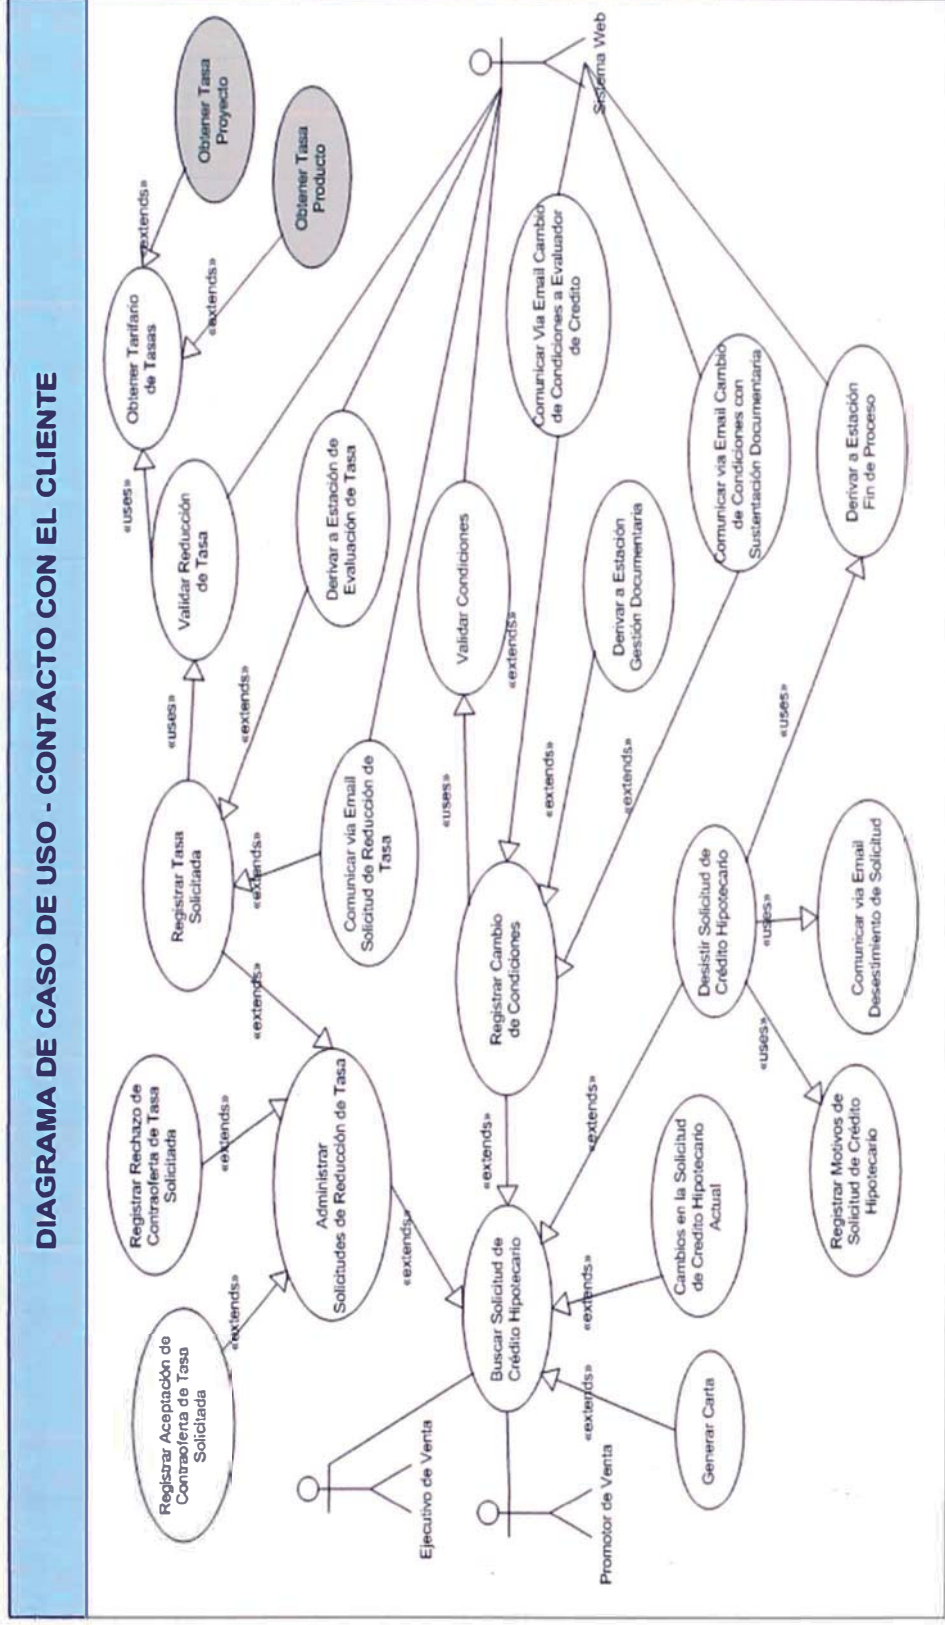 DIAGRAMA DE CASO DE USO - CONTACTO CON EL CLIENTE
Registrar Aceptación de
Contraoferta de Tasa
Solicitada
«extends»
Registrar Rechazo de
Contraoferta de Tasa
Solicitada
«extends»
Administrar
Solicitudes de Reducción de Tasa
«extends»
Registrar Tasa
Solicitada
«extends»
«uses»
«extends»
«extends»
Validar Reducción
de Tasa
«uses»
Obtener Tarifario
de Tasas
«extends»
«extends»
Obtener Tasa
Proyecto
Obtener Tasa
Producto
Derivar a Estación de
Evaluación de Tasa
Comunicar via Email
Solicitud de Reducción de
Tasa
Ejecutivo de Venta
Promotor de Venta
Buscar Solicitud de
Crédito Hipotecario
«extends»
Registrar Cambio
de Condiciones
«uses»
Validar Condiciones
«extends»
«extends»
«extends»
Comunicar Via Email Cambio
de Condiciones a Evaluador
de Credito
Derivar a Estación
Gestión Documentaria
Comunicar via Email Cambio
de Condiciones con
Sustentación Documentaria
Sistema Web
Generar Carta
«extends»
Cambios en la Solicitud
de Credito Hipotecario
Actual
«extends»
«extends»
Desistir Solicitud de
Crédito Hipotecario
«uses»
«uses»
«uses»
Registrar Motivos de
Solicitud de Crédito
Hipotecario
Comunicar via Email
Desestimiento de Solicitud
Derivar a Estación
Fin de Proceso